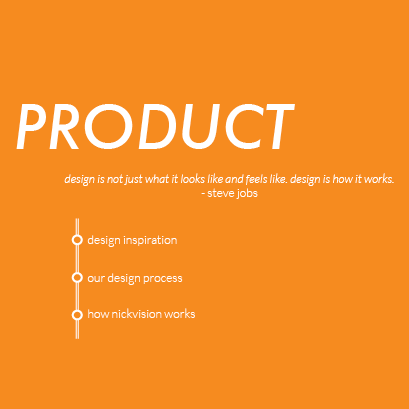 PRODUCT
design is not just what it looks like and feels like. design is how it works.
- steve jobs
design inspiration
our design process
how nickvision works